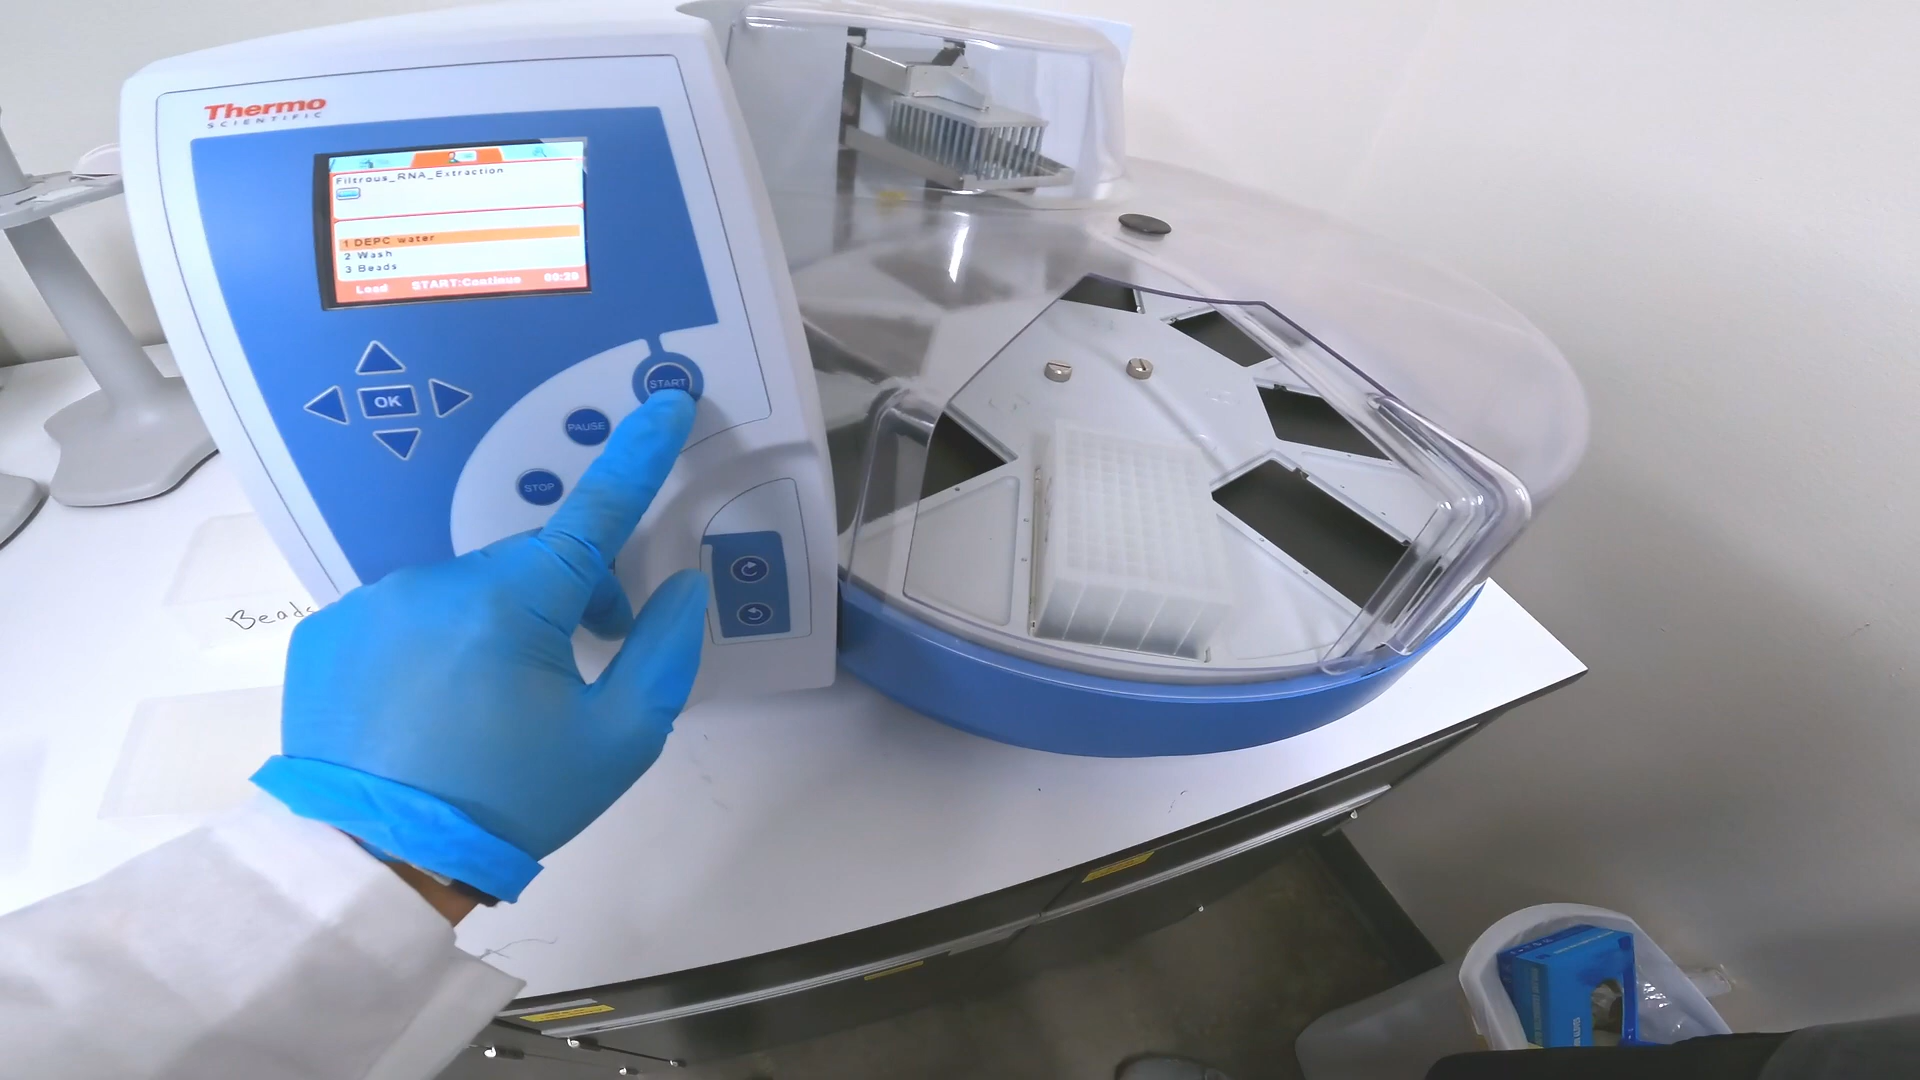 Thermo
SCIENTIFIC
Filtrous_RNA_Extraction
1 DEPC water
2 Wash
3 Beads
Load START:Continue 00:20
OK
START
PAUSE
STOP
Beads